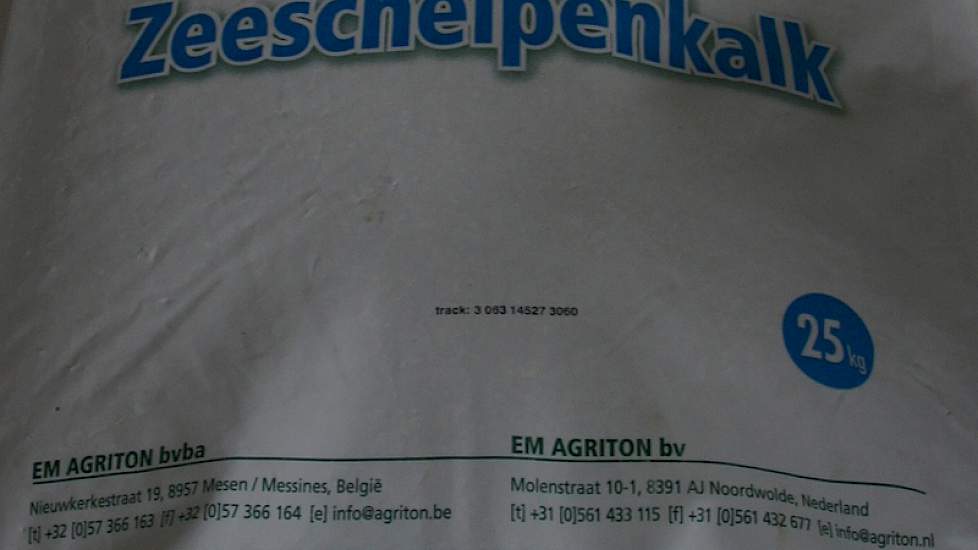 Zeeschelpenkalk
track: 3 063 14527 3060
25 kg
EM AGRITON bvba
Nieuwkerkestraat 19, 8957 Mesen / Messines, België
[t] +32 [0]57 366 163 [f] +32 [0]57 366 164 [e] info@agriton.be
EM AGRITON bv
Molenstraat 10-1, 8391 AJ Noordwolde, Nederland
[t] +31 [0]561 433 115 [f] +31 [0]561 432 677 [e] info@agriton.nl